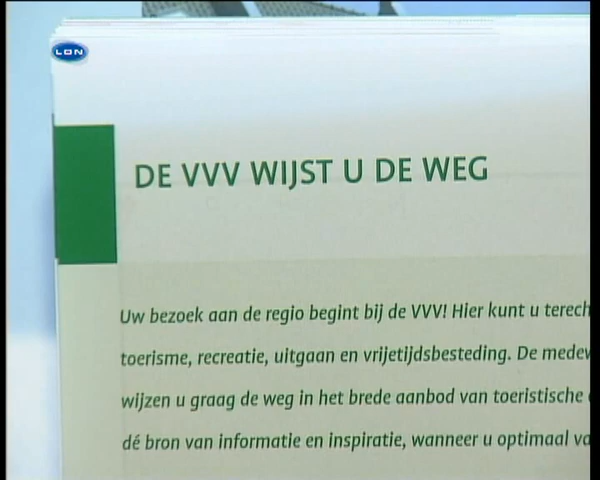 LON
DE VVV WIJST U DE WEG
Uw bezoek aan de regio begint bij de VVV! Hier kunt u terech
toerisme, recreatie, uitgaan en vrijetijdsbesteding. De medew
wijzen u graag de weg in het brede aanbod van toeristische
dé bron van informatie en inspiratie, wanneer u optimaal va